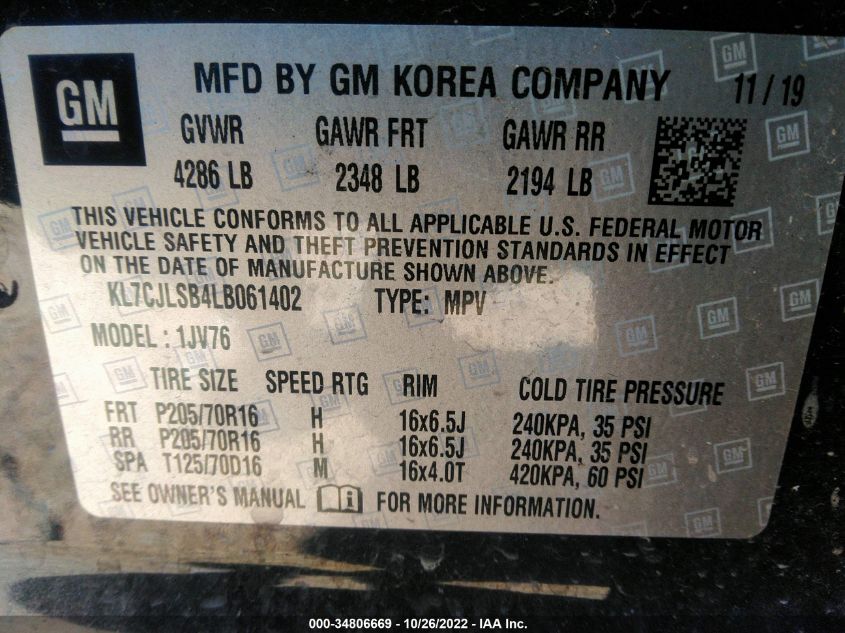 GM
MFD BY GM KOREA COMPANY 11/19
GVWR GAWR FRT GAWR RR
4286 LB 2348 LB 2194 LB
THIS VEHICLE CONFORMS TO ALL APPLICABLE U.S. FEDERAL MOTOR
VEHICLE SAFETY AND THEFT PREVENTION STANDARDS IN EFFECT
ON THE DATE OF MANUFACTURE SHOWN ABOVE.
KL7CJLSB4LB061402 TYPE: MPV
MODEL : 1JV76
TIRE SIZE SPEED RTG RIM COLD TIRE PRESSURE
FRT P205/70R16 H 16x6.5J 240KPA, 35 PSI
RR P205/70R16 H 16x6.5J 240KPA, 35 PSI
SPA T125/70D16 M 16x4.0T 420KPA, 60 PSI
SEE OWNER'S MANUAL FOR MORE INFORMATION.
000-34806669 - 10/26/2022 - IAA Inc.